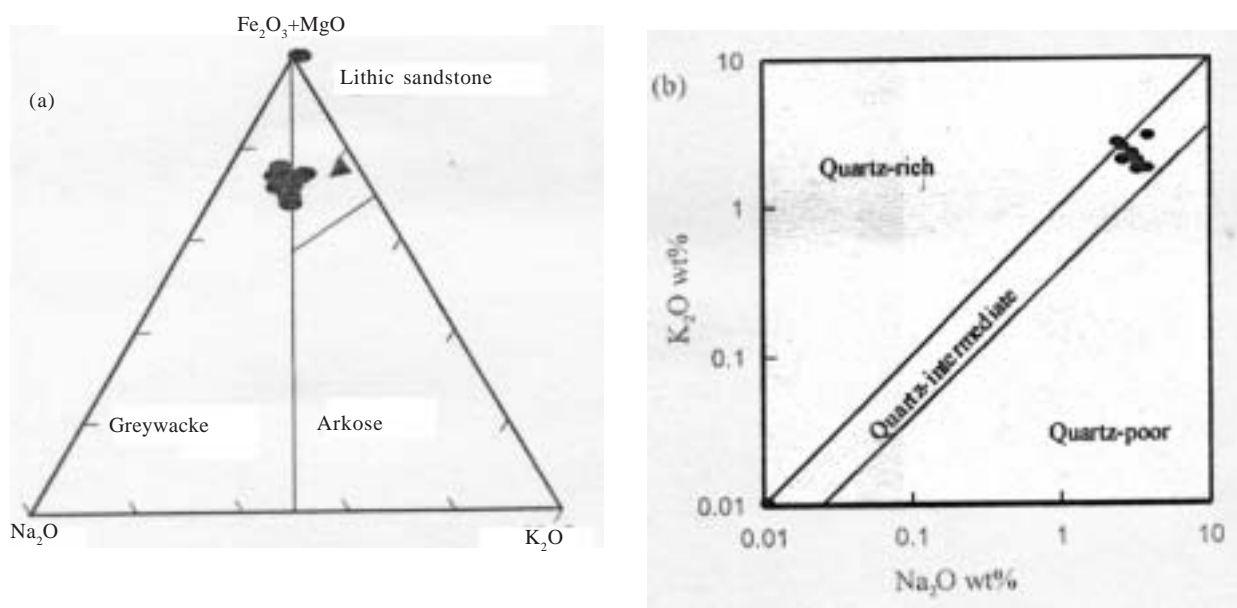 Fe₂O₃+MgO
(a)
Lithic sandstone
Greywacke
Arkose
Na₂O
K₂O
(b)
10
1
0.1
0.01
K₂O wt%
Quartz-rich
Quartz-intermediate
Quartz-poor
0.01
0.1
1
10
Na₂O wt%